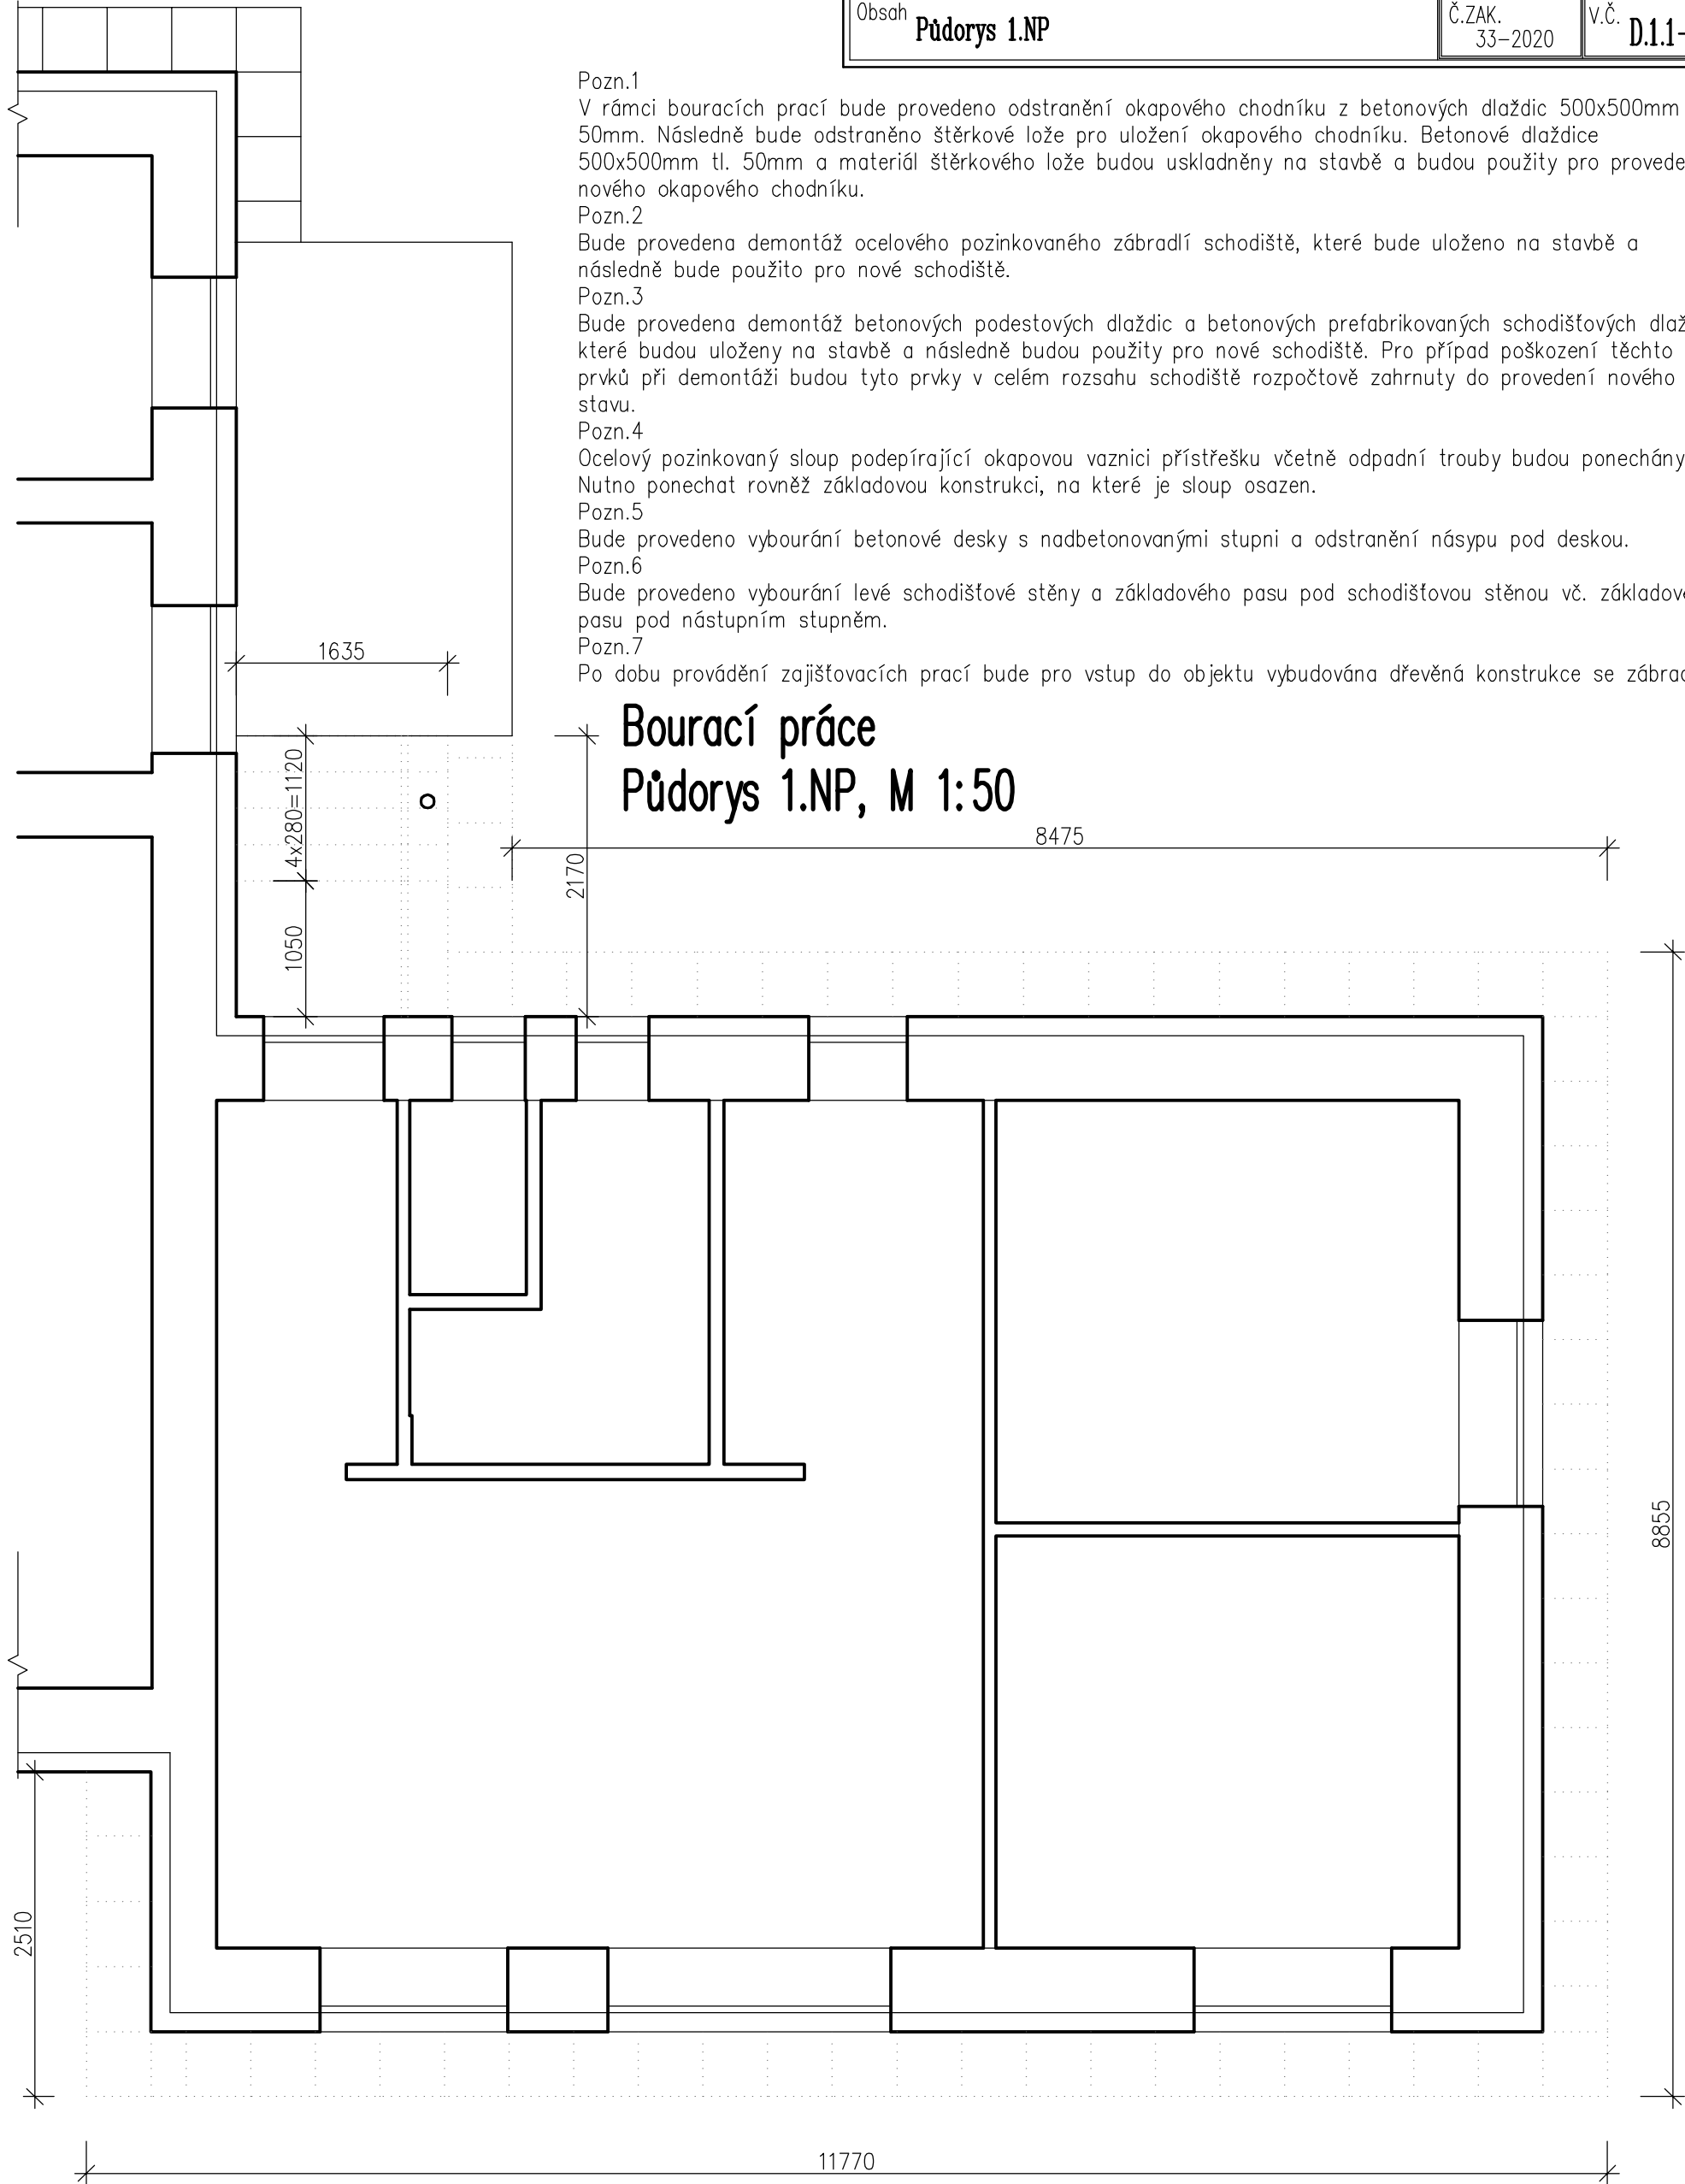 Obsah
Půdorys 1.NP
Č.ZAK.
33-2020
V.Č.
D.1.1-
Pozn.1
V rámci bouracích prací bude provedeno odstranění okapového chodníku z betonových dlaždic 500x500mm
50mm. Následně bude odstraněno štěrkové lože pro uložení okapového chodníku. Betonové dlaždice
500x500mm tl. 50mm a materiál štěrkového lože budou uskladněny na stavbě a budou použity pro provede
nového okapového chodníku.
Pozn.2
Bude provedena demontáž ocelového pozinkovaného zábradlí schodiště, které bude uloženo na stavbě a
následně bude použito pro nové schodiště.
Pozn.3
Bude provedena demontáž betonových podestových dlaždic a betonových prefabrikovaných schodišťových dlaž
které budou uloženy na stavbě a následně budou použity pro nové schodiště. Pro případ poškození těchto
prvků při demontáži budou tyto prvky v celém rozsahu schodiště rozpočtově zahrnuty do provedení nového
stavu.
Pozn.4
Ocelový pozinkovaný sloup podepírající okapovou vaznici přístřešku včetně odpadní trouby budou ponechány
Nutno ponechat rovněž základovou konstrukci, na které je sloup osazen.
Pozn.5
Bude provedeno vybourání betonové desky s nadbetonovanými stupni a odstranění násypu pod deskou.
Pozn.6
Bude provedeno vybourání levé schodišťové stěny a základového pasu pod schodišťovou stěnou vč. základové
pasu pod nástupním stupněm.
Pozn.7
Po dobu provádění zajišťovacích prací bude pro vstup do objektu vybudována dřevěná konstrukce se zábrad
Bourací práce
Půdorys 1.NP, M 1:50
1635
4x280=1120
1050
2170
8475
8855
2510
11770